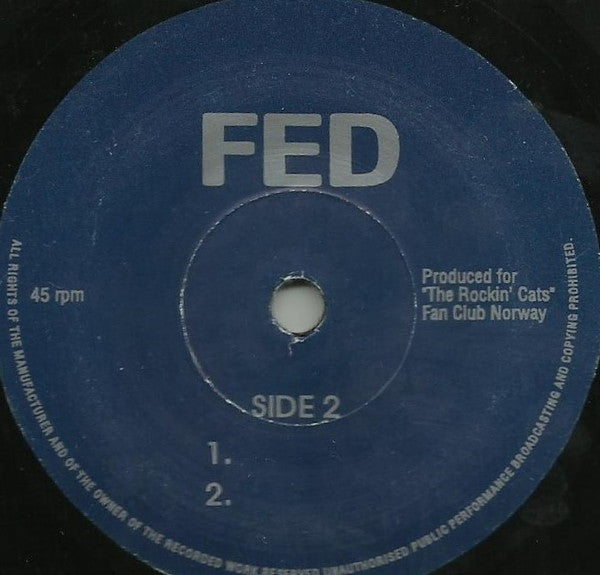 FED
45 rpm
Produced for
"The Rockin' Cats"
Fan Club Norway
SIDE 2
1.
2.
ALL RIGHTS OF THE MANUFACTURER AND OF THE OWNER OF THE RECORDED WORK RESERVED UNAUTHORISED PUBLIC PERFORMANCE BROADCASTING AND COPYING PROHIBITED.